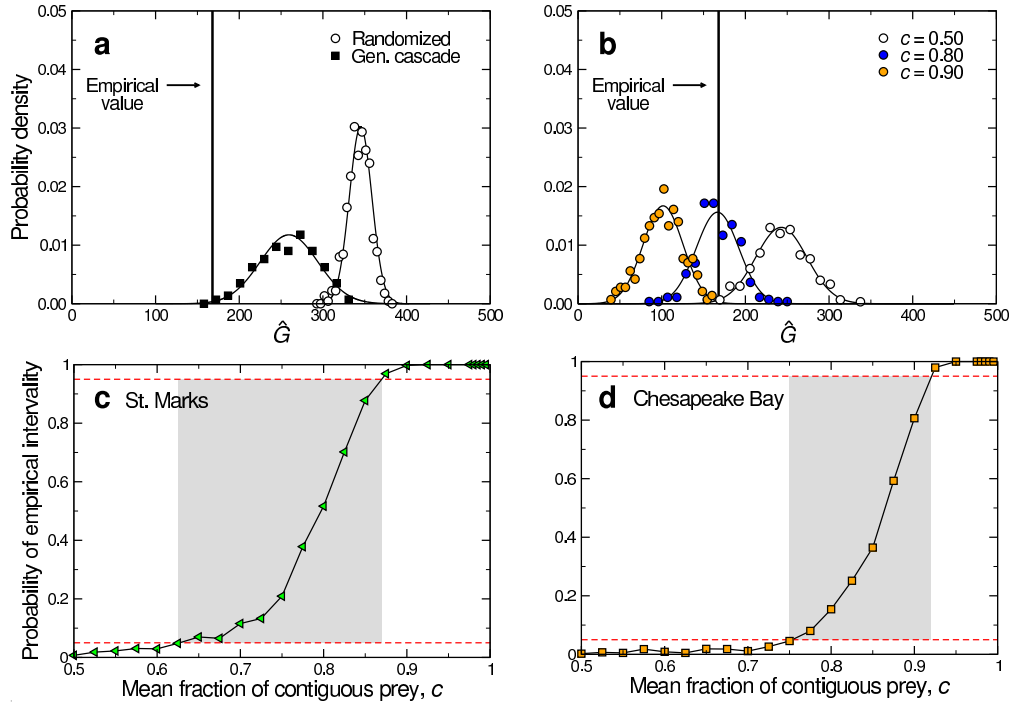 a
Randomized
Gen. cascade
Empirical
value
Probability density
0.05
0.04
0.03
0.02
0.01
0.00
0 100 200 300 400 500
Ĝ
b
c = 0.50
c = 0.80
c = 0.90
Empirical
value
0.05
0.04
0.03
0.02
0.01
0.00
0 100 200 300 400 500
Ĝ
c St. Marks
Probability of empirical intervality
1
0.8
0.6
0.4
0.2
0
0.5 0.6 0.7 0.8 0.9 1
Mean fraction of contiguous prey, c
d Chesapeake Bay
1
0.8
0.6
0.4
0.2
0
0.5 0.6 0.7 0.8 0.9 1
Mean fraction of contiguous prey, c